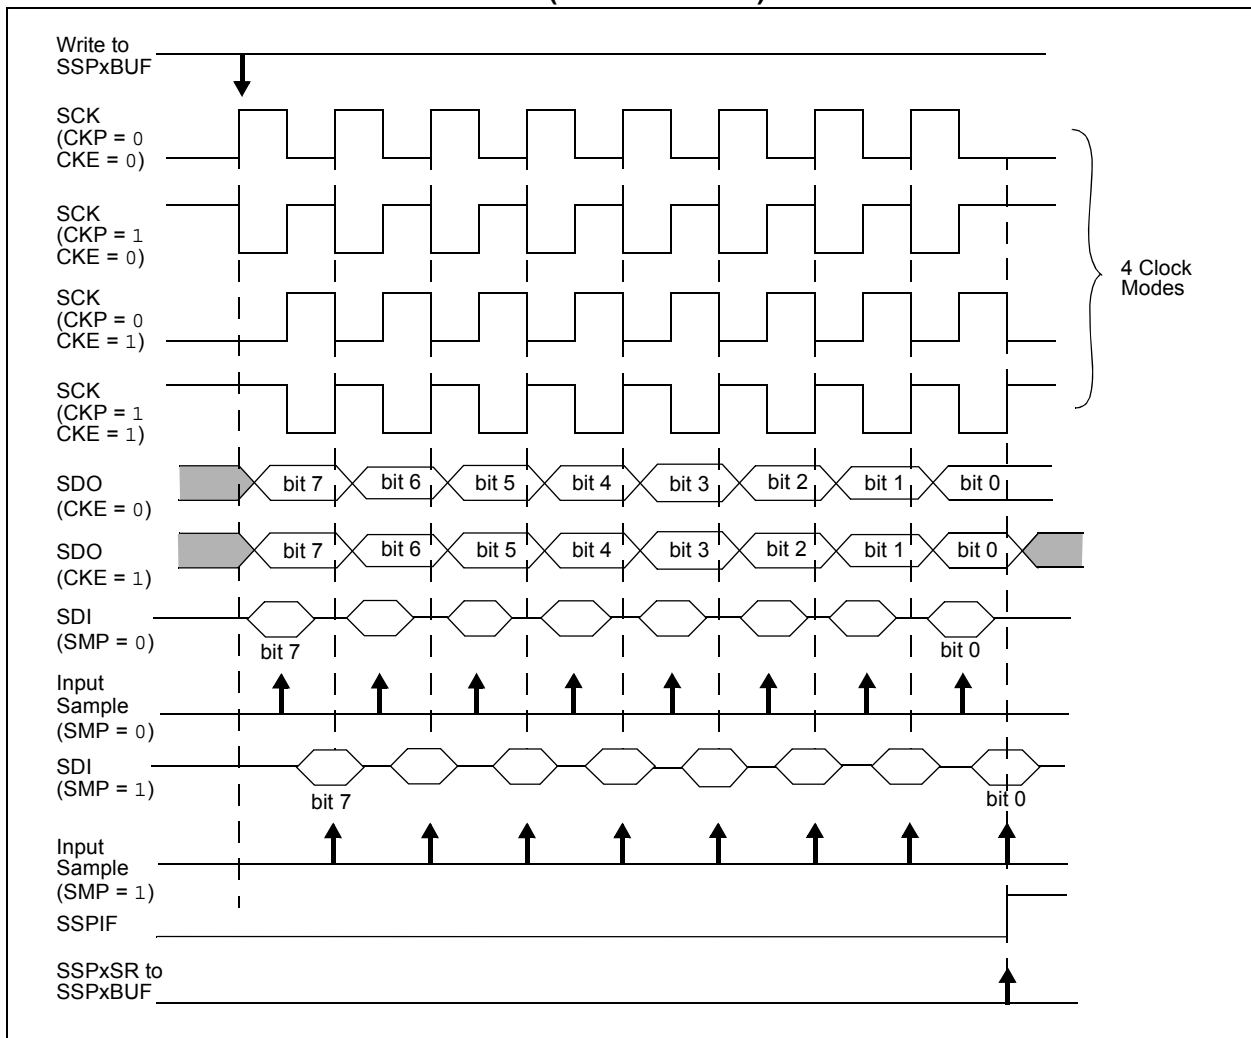 Write to
SSPxBUF
SCK
(CKP = 0
CKE = 0)
SCK
(CKP = 1
CKE = 0)
SCK
(CKP = 0
CKE = 1)
SCK
(CKP = 1
CKE = 1)
4 Clock
Modes
SDO
(CKE = 0)
bit 7 bit 6 bit 5 bit 4 bit 3 bit 2 bit 1 bit 0
SDO
(CKE = 1)
bit 7 bit 6 bit 5 bit 4 bit 3 bit 2 bit 1 bit 0
SDI
(SMP = 0)
bit 7 bit 0
Input
Sample
(SMP = 0)
SDI
(SMP = 1)
bit 7 bit 0
Input
Sample
(SMP = 1)
SSPIF
SSPxSR to
SSPxBUF